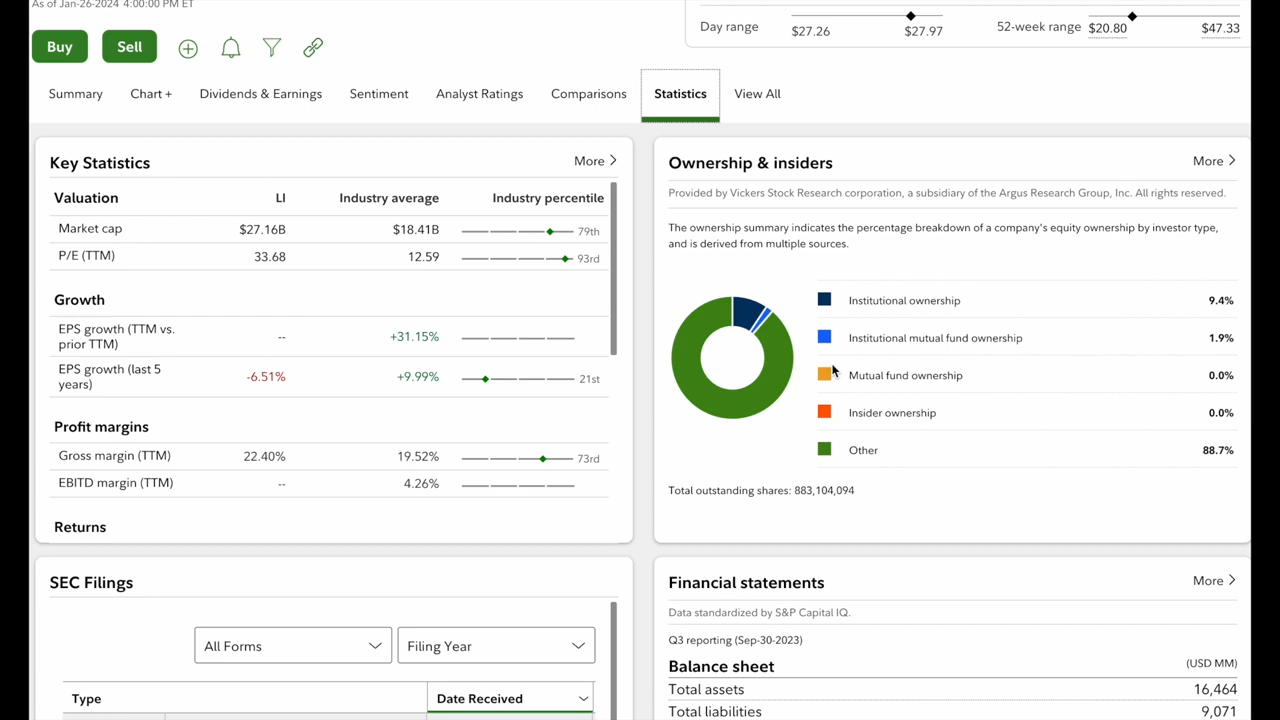 As of Jan-26-2024 4:00:00 PM ET
Day range
$27.26
$27.97
52-week range
$20.80
$47.33
Buy
Sell
Summary
Chart +
Dividends & Earnings
Sentiment
Analyst Ratings
Comparisons
Statistics
View All
Key Statistics
More
Valuation LI Industry average Industry percentile
Market cap $27.16B $18.41B 79th
P/E (TTM) 33.68 12.59 93rd
Growth
EPS growth (TTM vs.
prior TTM) -- +31.15%
EPS growth (last 5
years) -6.51% +9.99% 21st
Profit margins
Gross margin (TTM) 22.40% 19.52% 73rd
EBITD margin (TTM) -- 4.26%
Returns
Ownership & insiders
More
Provided by Vickers Stock Research corporation, a subsidiary of the Argus Research Group, Inc. All rights reserved.
The ownership summary indicates the percentage breakdown of a company's equity ownership by investor type,
and is derived from multiple sources.
Institutional ownership 9.4%
Institutional mutual fund ownership 1.9%
Mutual fund ownership 0.0%
Insider ownership 0.0%
Other 88.7%
Total outstanding shares: 883,104,094
SEC Filings
All Forms
Filing Year
Type
Date Received
Financial statements
More
Data standardized by S&P Capital IQ.
Q3 reporting (Sep-30-2023)
Balance sheet (USD MM)
Total assets 16,464
Total liabilities 9,071